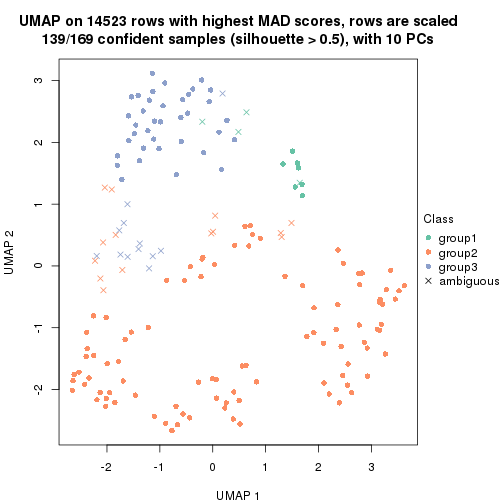 UMAP on 14523 rows with highest MAD scores, rows are scaled
139/169 confident samples (silhouette > 0.5), with 10 PCs
3
2
1
0
-1
-2
UMAP 2
-2
-1
0
1
2
3
UMAP 1
Class
group1
group2
group3
ambiguous